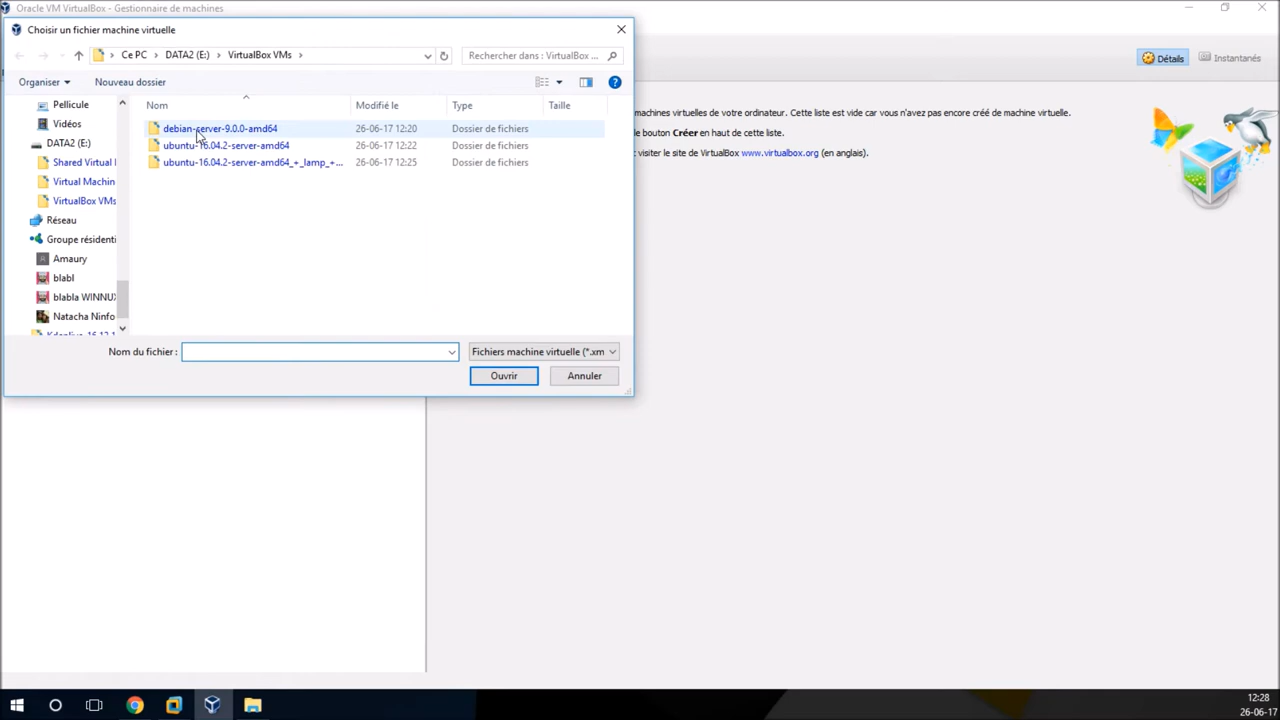 Oracle VM VirtualBox - Gestionnaire de machines
Choisir un fichier machine virtuelle
Ce PC > DATA2 (E:) > VirtualBox VMs >
Rechercher dans : VirtualBox ...
Organiser
Nouveau dossier
Détails
Instantanés
Pellicule
Vidéos
DATA2 (E:)
Shared Virtual
Virtual Machin
VirtualBox VMs
Réseau
Groupe résidenti
Amaury
blabl
blabla WINNUX
Natacha Ninfo
Nom Modifié le Type Taille
debian-server-9.0.0-amd64 26-06-17 12:20 Dossier de fichiers
ubuntu-16.04.2-server-amd64 26-06-17 12:22 Dossier de fichiers
ubuntu-16.04.2-server-amd64_+_lamp_+... 26-06-17 12:25 Dossier de fichiers
machines virtuelles de votre ordinateur. Cette liste est vide car vous n'avez pas encore créé de machine virtuelle.
bouton Créer en haut de cette liste.
visiter le site de VirtualBox www.virtualbox.org (en anglais).
Nom du fichier :
Fichiers machine virtuelle (*.xm
Ouvrir
Annuler
12:28
26-06-17